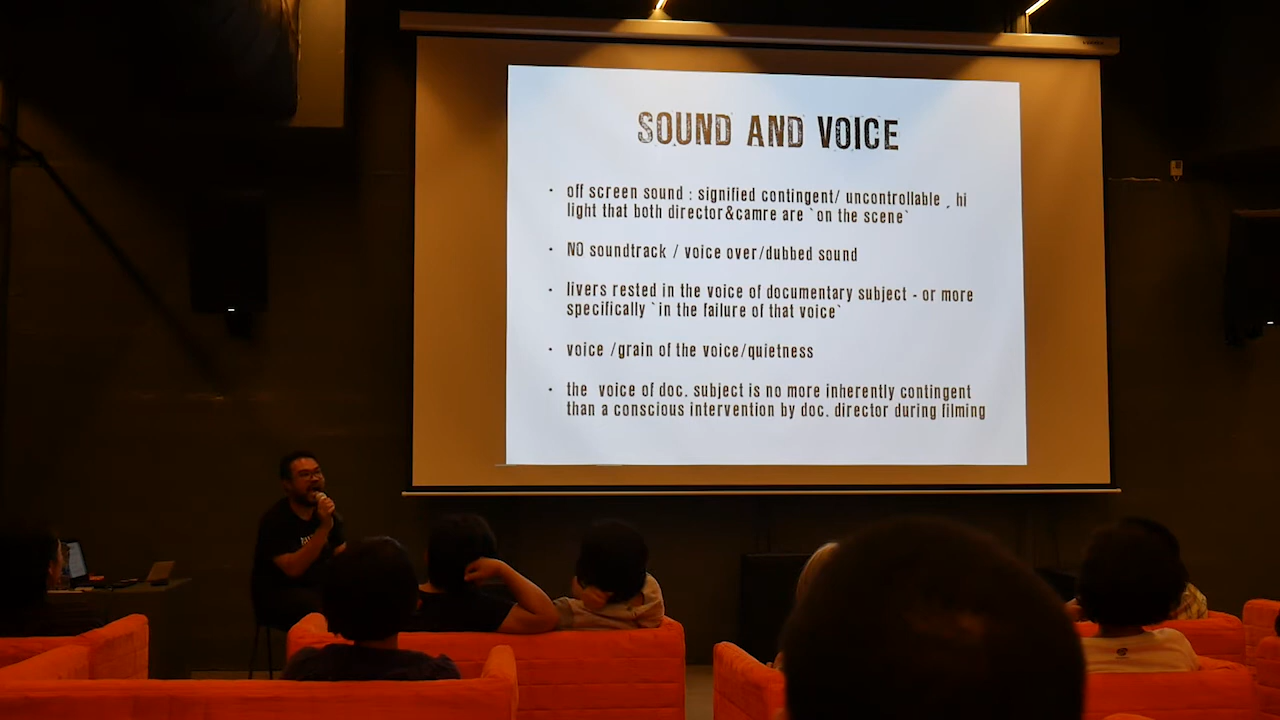 SOUND AND VOICE
· off screen sound : signified contingent/ uncontrollable , hi
light that both director&camre are `on the scene`
· NO soundtrack / voice over/dubbed sound
· livers rested in the voice of documentary subject - or more
specifically `in the failure of that voice`
· voice /grain of the voice/quietness
· the voice of doc. subject is no more inherently contingent
than a conscious intervention by doc. director during filming